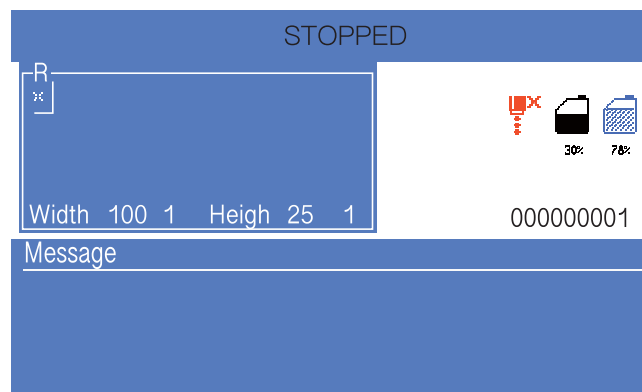 STOPPED
R
30% 78%
Width 100 1 Heigh 25 1
000000001
Message